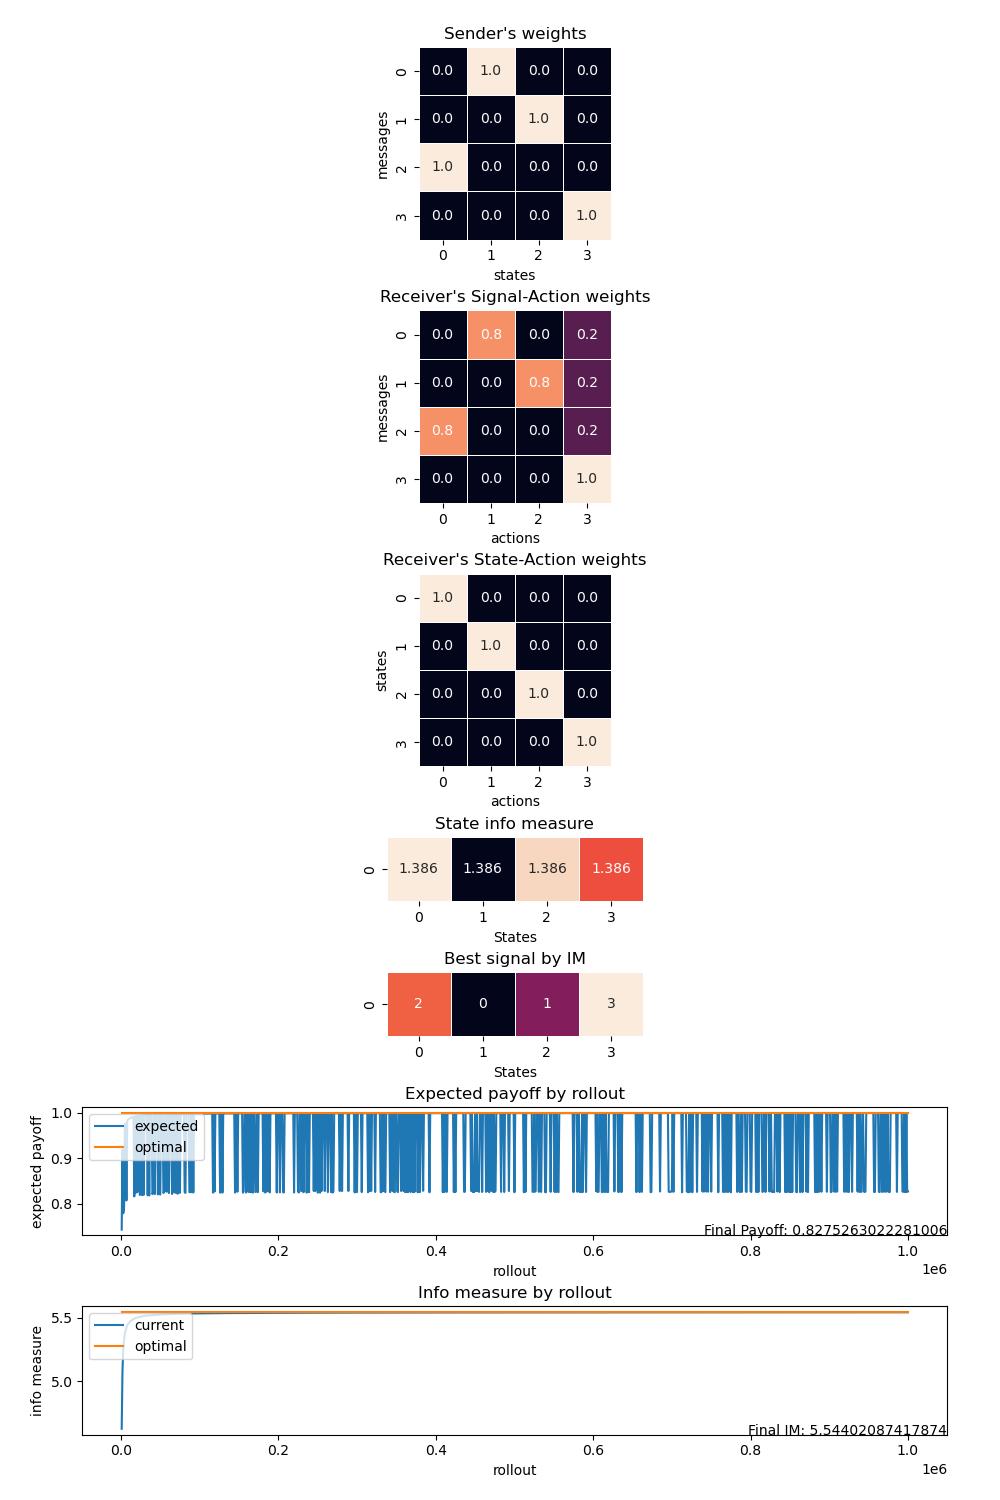 Sender's weights
0 0.0 1.0 0.0 0.0
1 0.0 0.0 1.0 0.0
messages
2 1.0 0.0 0.0 0.0
3 0.0 0.0 0.0 1.0
0 1 2 3
states
Receiver's Signal-Action weights
0 0.0 0.8 0.0 0.2
1 0.0 0.0 0.8 0.2
messages
2 0.8 0.0 0.0 0.2
3 0.0 0.0 0.0 1.0
0 1 2 3
actions
Receiver's State-Action weights
0 1.0 0.0 0.0 0.0
1 0.0 1.0 0.0 0.0
states
2 0.0 0.0 1.0 0.0
3 0.0 0.0 0.0 1.0
0 1 2 3
actions
State info measure
0 1.386 1.386 1.386 1.386
0 1 2 3
States
Best signal by IM
0 2 0 1 3
0 1 2 3
States
Expected payoff by rollout
expected payoff
1.0
0.9
0.8
expected
optimal
Final Payoff: 0.8275263022281006
0.0 0.2 0.4 0.6 0.8 1.0
1e6
rollout
Info measure by rollout
info measure
5.5
5.0
current
optimal
Final IM: 5.54402087417874
0.0 0.2 0.4 0.6 0.8 1.0
1e6
rollout